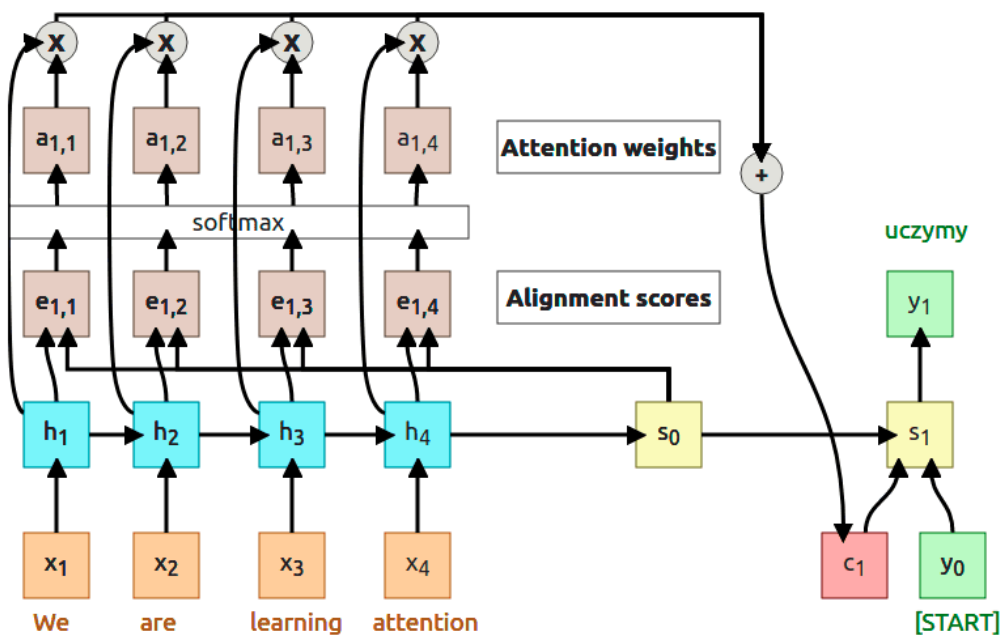 x x x x
a1,1 a1,2 a1,3 a1,4 Attention weights
+
softmax
uczymy
e1,1 e1,2 e1,3 e1,4 Alignment scores y1
h1 h2 h3 h4 s0 s1
x1 x2 x3 x4 c1 y0
We are learning attention [START]